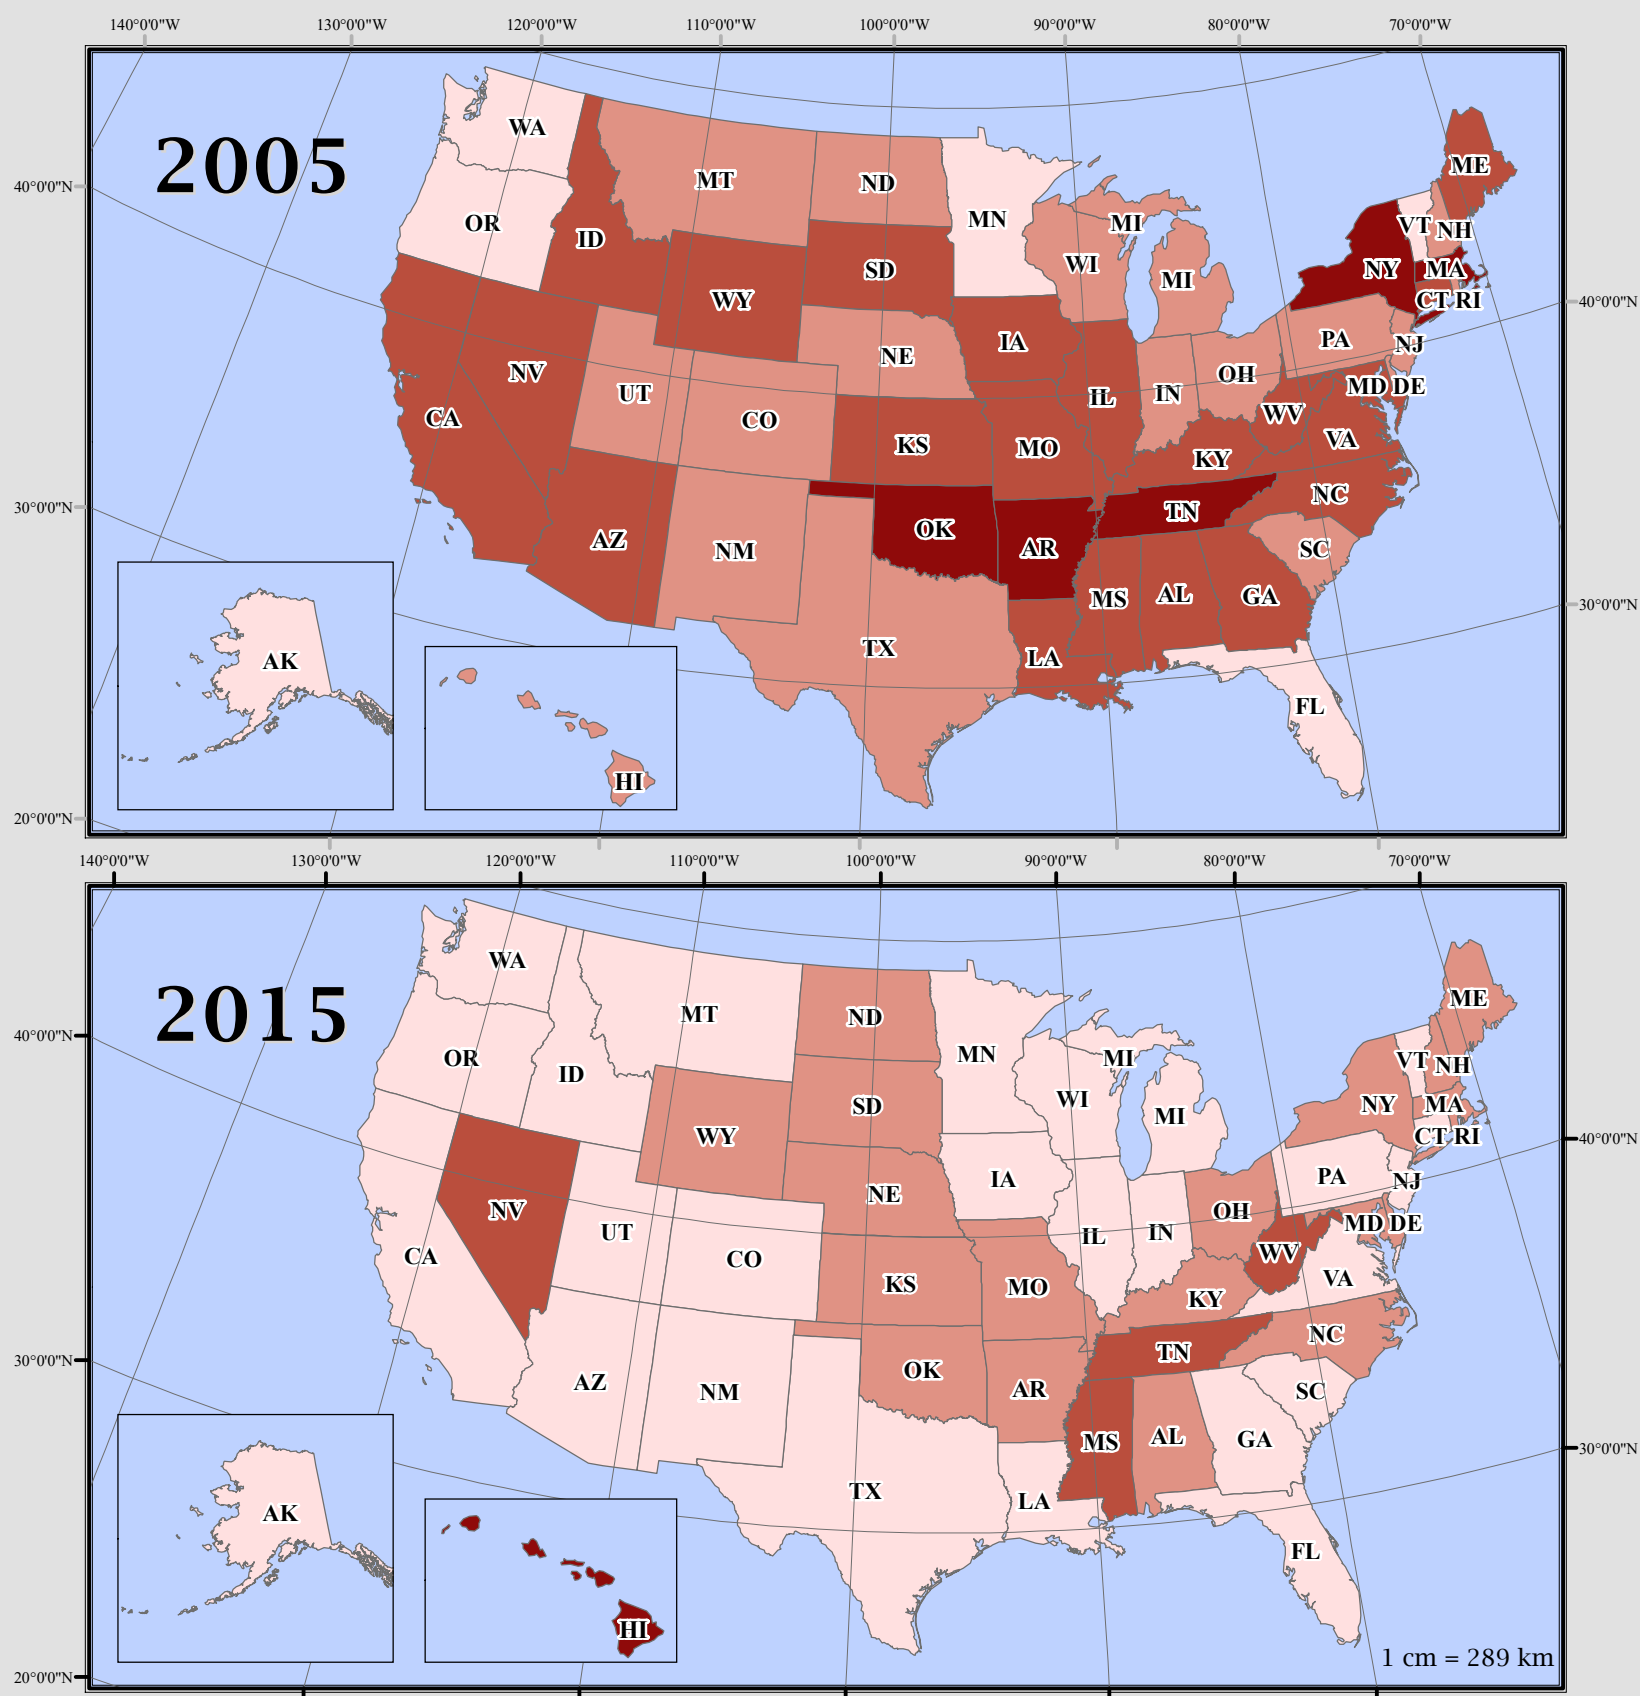 140°0'0"W 130°0'0"W 120°0'0"W 110°0'0"W 100°0'0"W 90°0'0"W 80°0'0"W 70°0'0"W
2005
WA
MT
ND
ME
40°0'0"N
OR
ID
MN
MI
VT
NH
SD
WI
MI
NY
MA
WY
CT RI
40°0'0"N
IA
NE
PA
NJ
NV
UT
OH
CA
CO
IL
IN
MD DE
WV
KS
MO
KY
VA
NC
30°0'0"N
AZ
NM
OK
AR
TN
SC
MS
AL
GA
30°0'0"N
AK
TX
LA
FL
HI
20°0'0"N
140°0'0"W 130°0'0"W 120°0'0"W 110°0'0"W 100°0'0"W 90°0'0"W 80°0'0"W 70°0'0"W
2015
WA
MT
ND
ME
40°0'0"N
OR
ID
MN
MI
VT
NH
SD
WI
MI
NY
MA
WY
CT RI
40°0'0"N
IA
NE
PA
NJ
NV
UT
OH
CA
CO
IL
IN
MD DE
WV
KS
MO
KY
VA
NC
30°0'0"N
AZ
NM
OK
AR
TN
SC
MS
AL
GA
30°0'0"N
AK
TX
LA
FL
HI
1 cm = 289 km
20°0'0"N